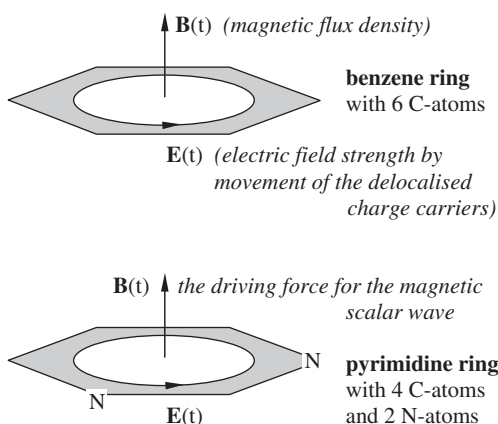 B(t) (magnetic flux density)
benzene ring
with 6 C-atoms
E(t) (electric field strength by
movement of the delocalised
charge carriers)
B(t) the driving force for the magnetic
scalar wave
N
pyrimidine ring
with 4 C-atoms
N
E(t)
and 2 N-atoms